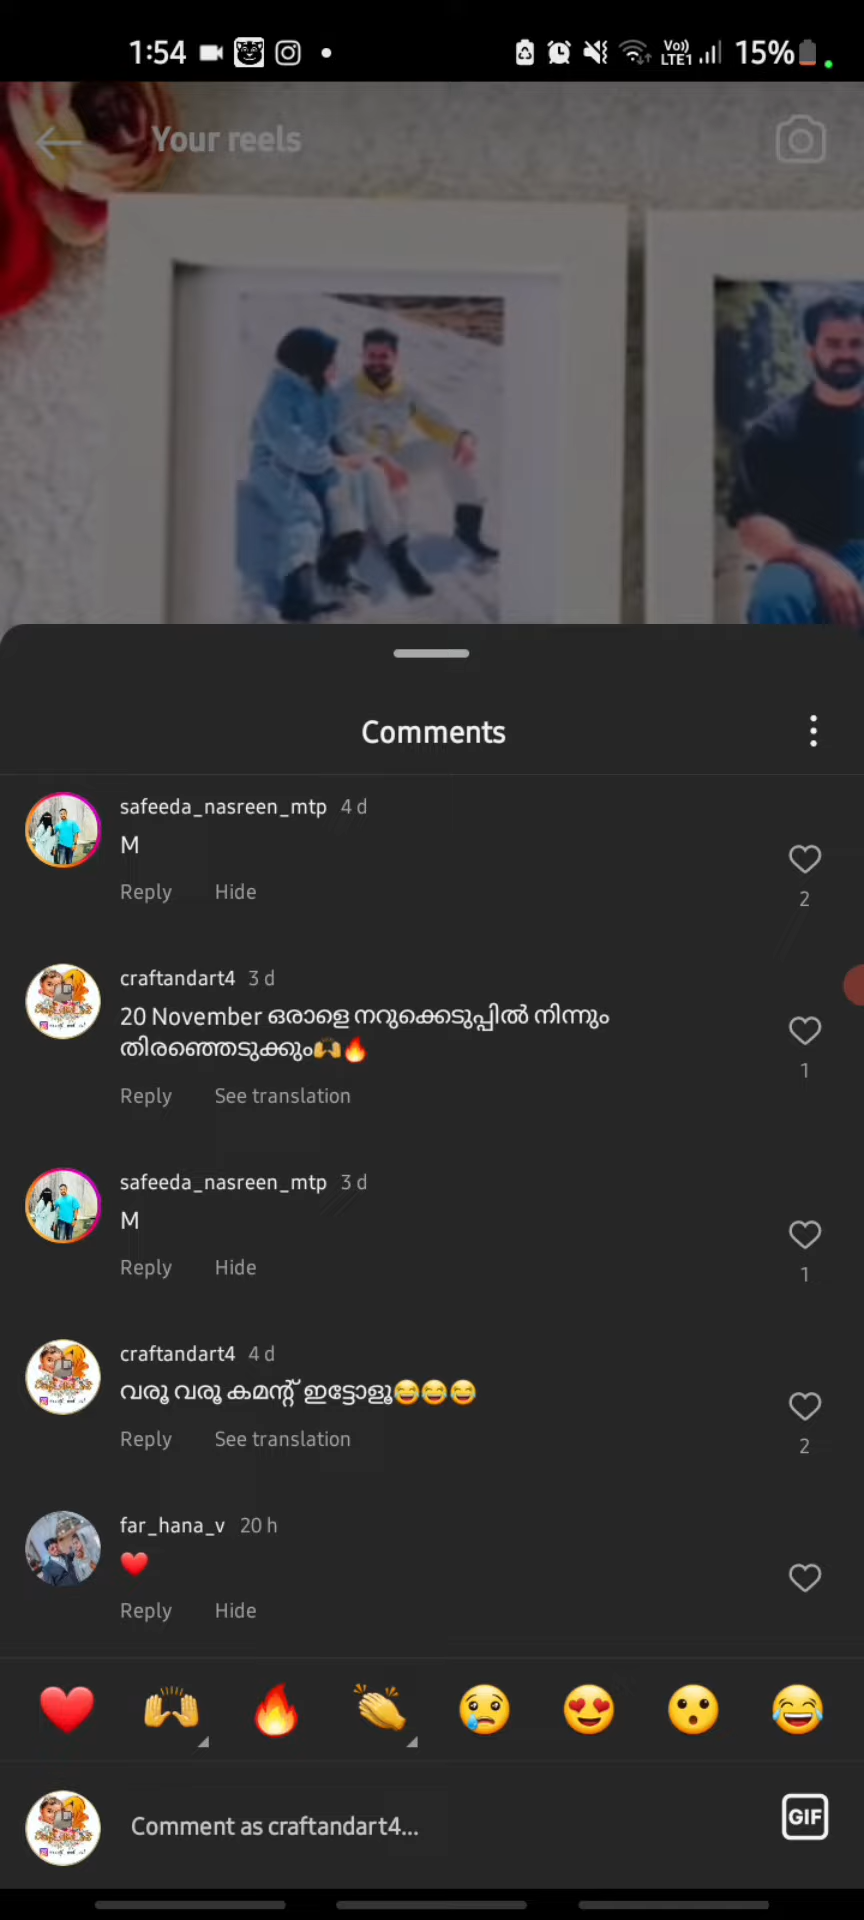 1:54
Vo))
LTE1
15%
Your reels
Comments
safeeda_nasreen_mtp 4 d
M
Reply Hide
2
craftandart4 3 d
20 November ഒരാളെ നറുക്കെടുപ്പിൽ നിന്നും
തിരഞ്ഞെടുക്കും🙌🔥
Reply See translation
1
safeeda_nasreen_mtp 3 d
M
Reply Hide
1
craftandart4 4 d
വരൂ വരൂ കമന്റ് ഇട്ടോളൂ😂😂😂
Reply See translation
2
far_hana_v 20 h
❤️
Reply Hide
Comment as craftandart4...
GIF